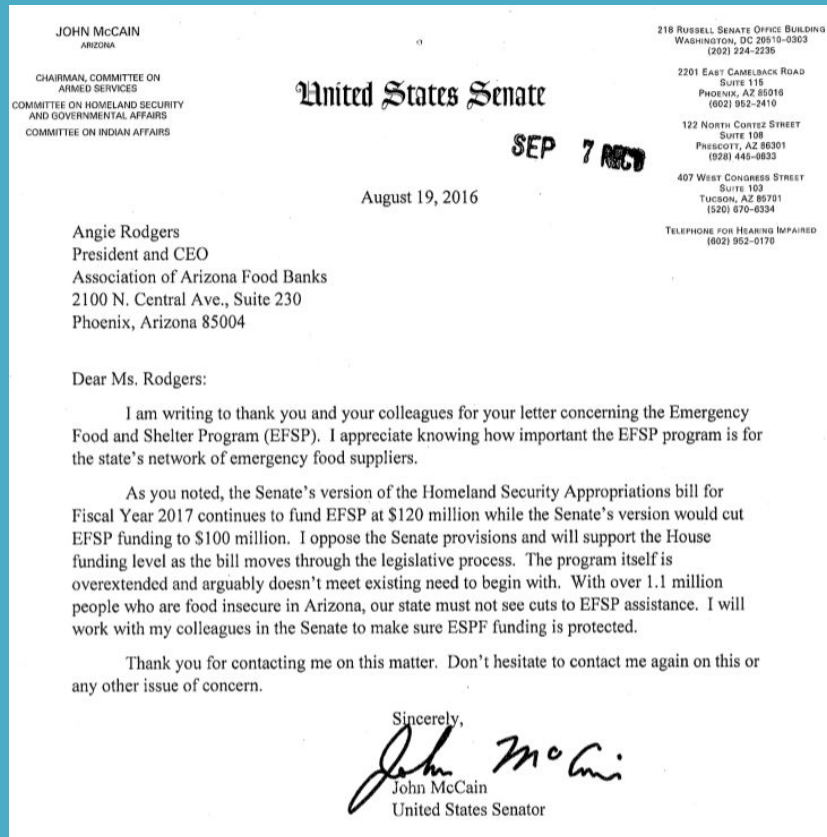 JOHN McCAIN
ARIZONA
CHAIRMAN, COMMITTEE ON
ARMED SERVICES
COMMITTEE ON HOMELAND SECURITY
AND GOVERNMENTAL AFFAIRS
COMMITTEE ON INDIAN AFFAIRS
United States Senate
218 RUSSELL SENATE OFFICE BUILDING
WASHINGTON, DC 20510-0303
(202) 224-2235
2201 EAST CAMELBACK ROAD
SUITE 115
PHOENIX, AZ 85016
(602) 952-2410
122 NORTH CORTEZ STREET
SUITE 108
PRESCOTT, AZ 86301
(928) 445-0833
407 WEST CONGRESS STREET
SUITE 103
TUCSON, AZ 85701
(520) 670-6334
TELEPHONE FOR HEARING IMPAIRED
(602) 952-0170
SEP 7 REC'D
August 19, 2016
Angie Rodgers
President and CEO
Association of Arizona Food Banks
2100 N. Central Ave., Suite 230
Phoenix, Arizona 85004
Dear Ms. Rodgers:
I am writing to thank you and your colleagues for your letter concerning the Emergency
Food and Shelter Program (EFSP). I appreciate knowing how important the EFSP program is for
the state's network of emergency food suppliers.
As you noted, the Senate's version of the Homeland Security Appropriations bill for
Fiscal Year 2017 continues to fund EFSP at $120 million while the Senate's version would cut
EFSP funding to $100 million. I oppose the Senate provisions and will support the House
funding level as the bill moves through the legislative process. The program itself is
overextended and arguably doesn't meet existing need to begin with. With over 1.1 million
people who are food insecure in Arizona, our state must not see cuts to EFSP assistance. I will
work with my colleagues in the Senate to make sure ESPF funding is protected.
Thank you for contacting me on this matter. Don't hesitate to contact me again on this or
any other issue of concern.
Sincerely,
John McCain
John McCain
United States Senator